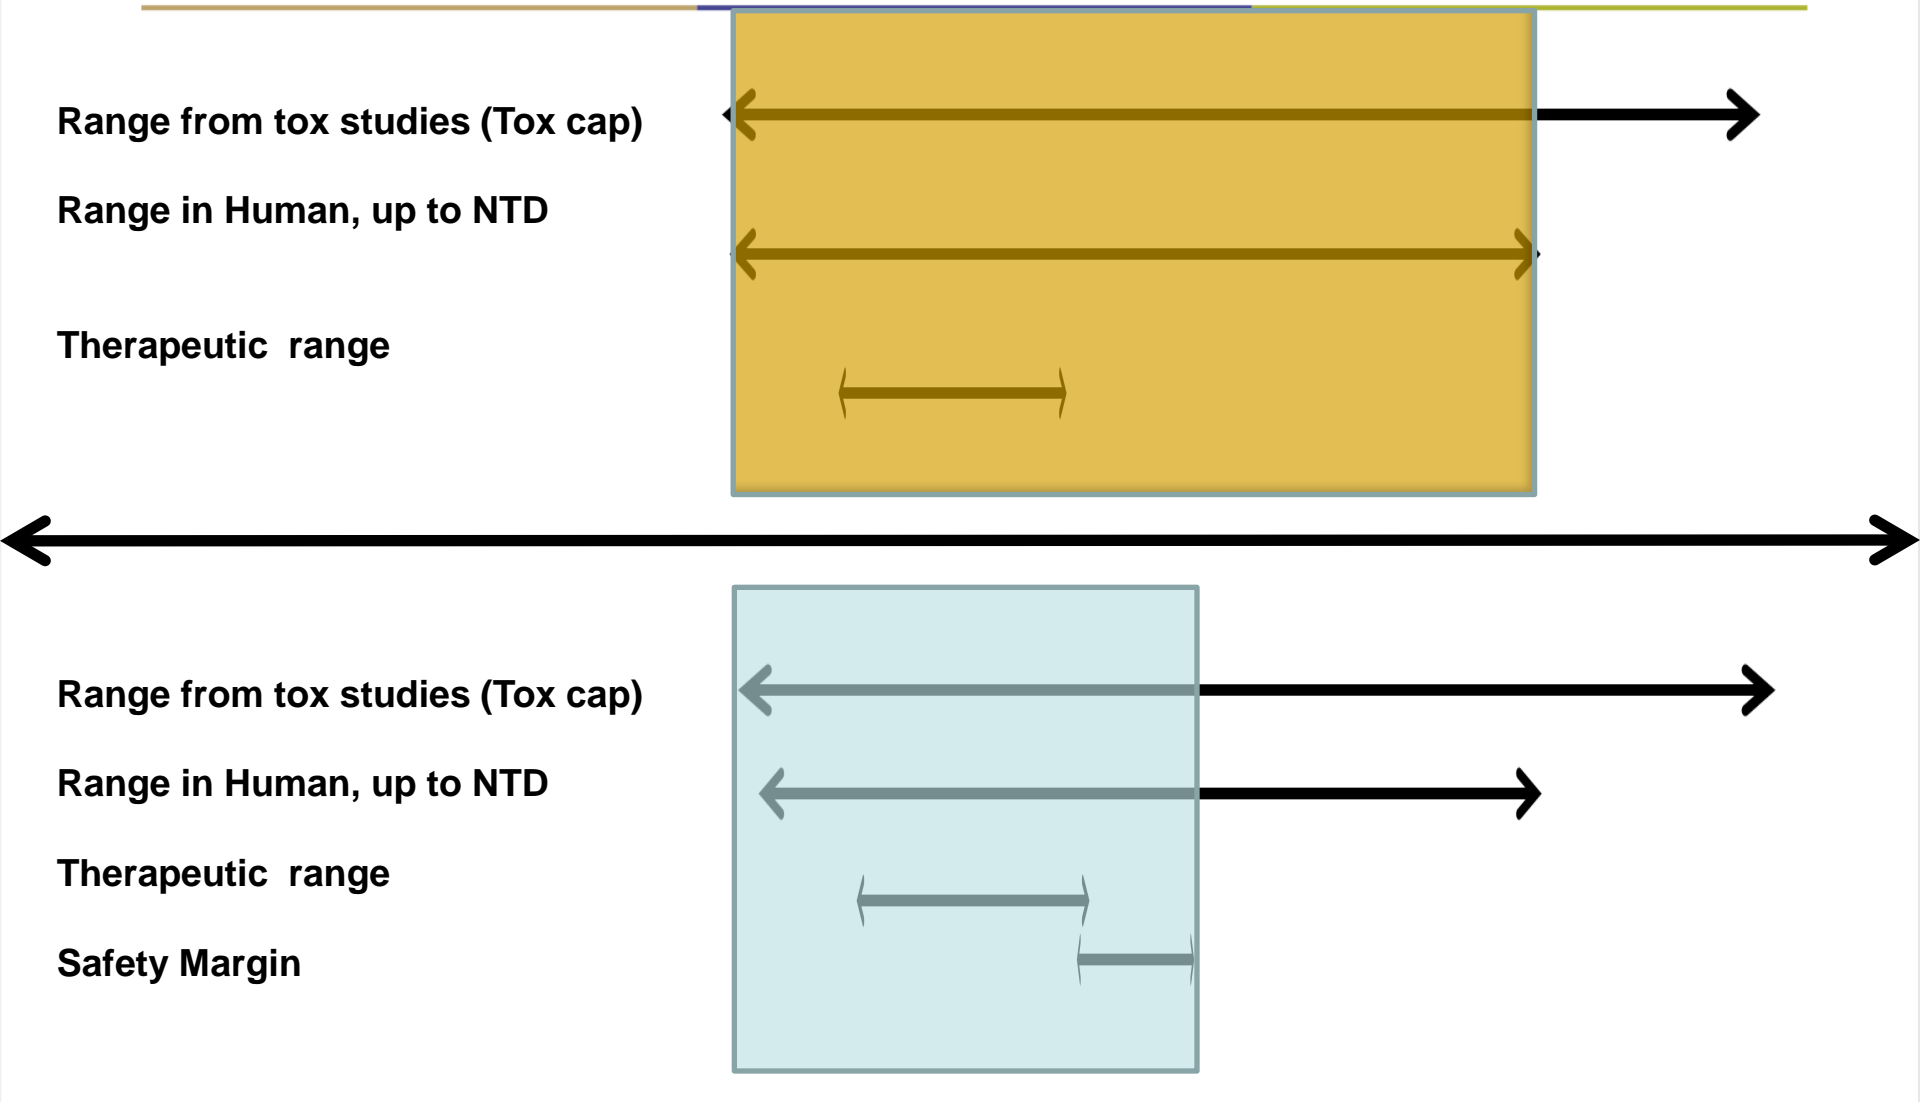 Range from tox studies (Tox cap)
Range in Human, up to NTD
Therapeutic  range
Range from tox studies (Tox cap)
Range in Human, up to NTD
Therapeutic  range
Safety Margin